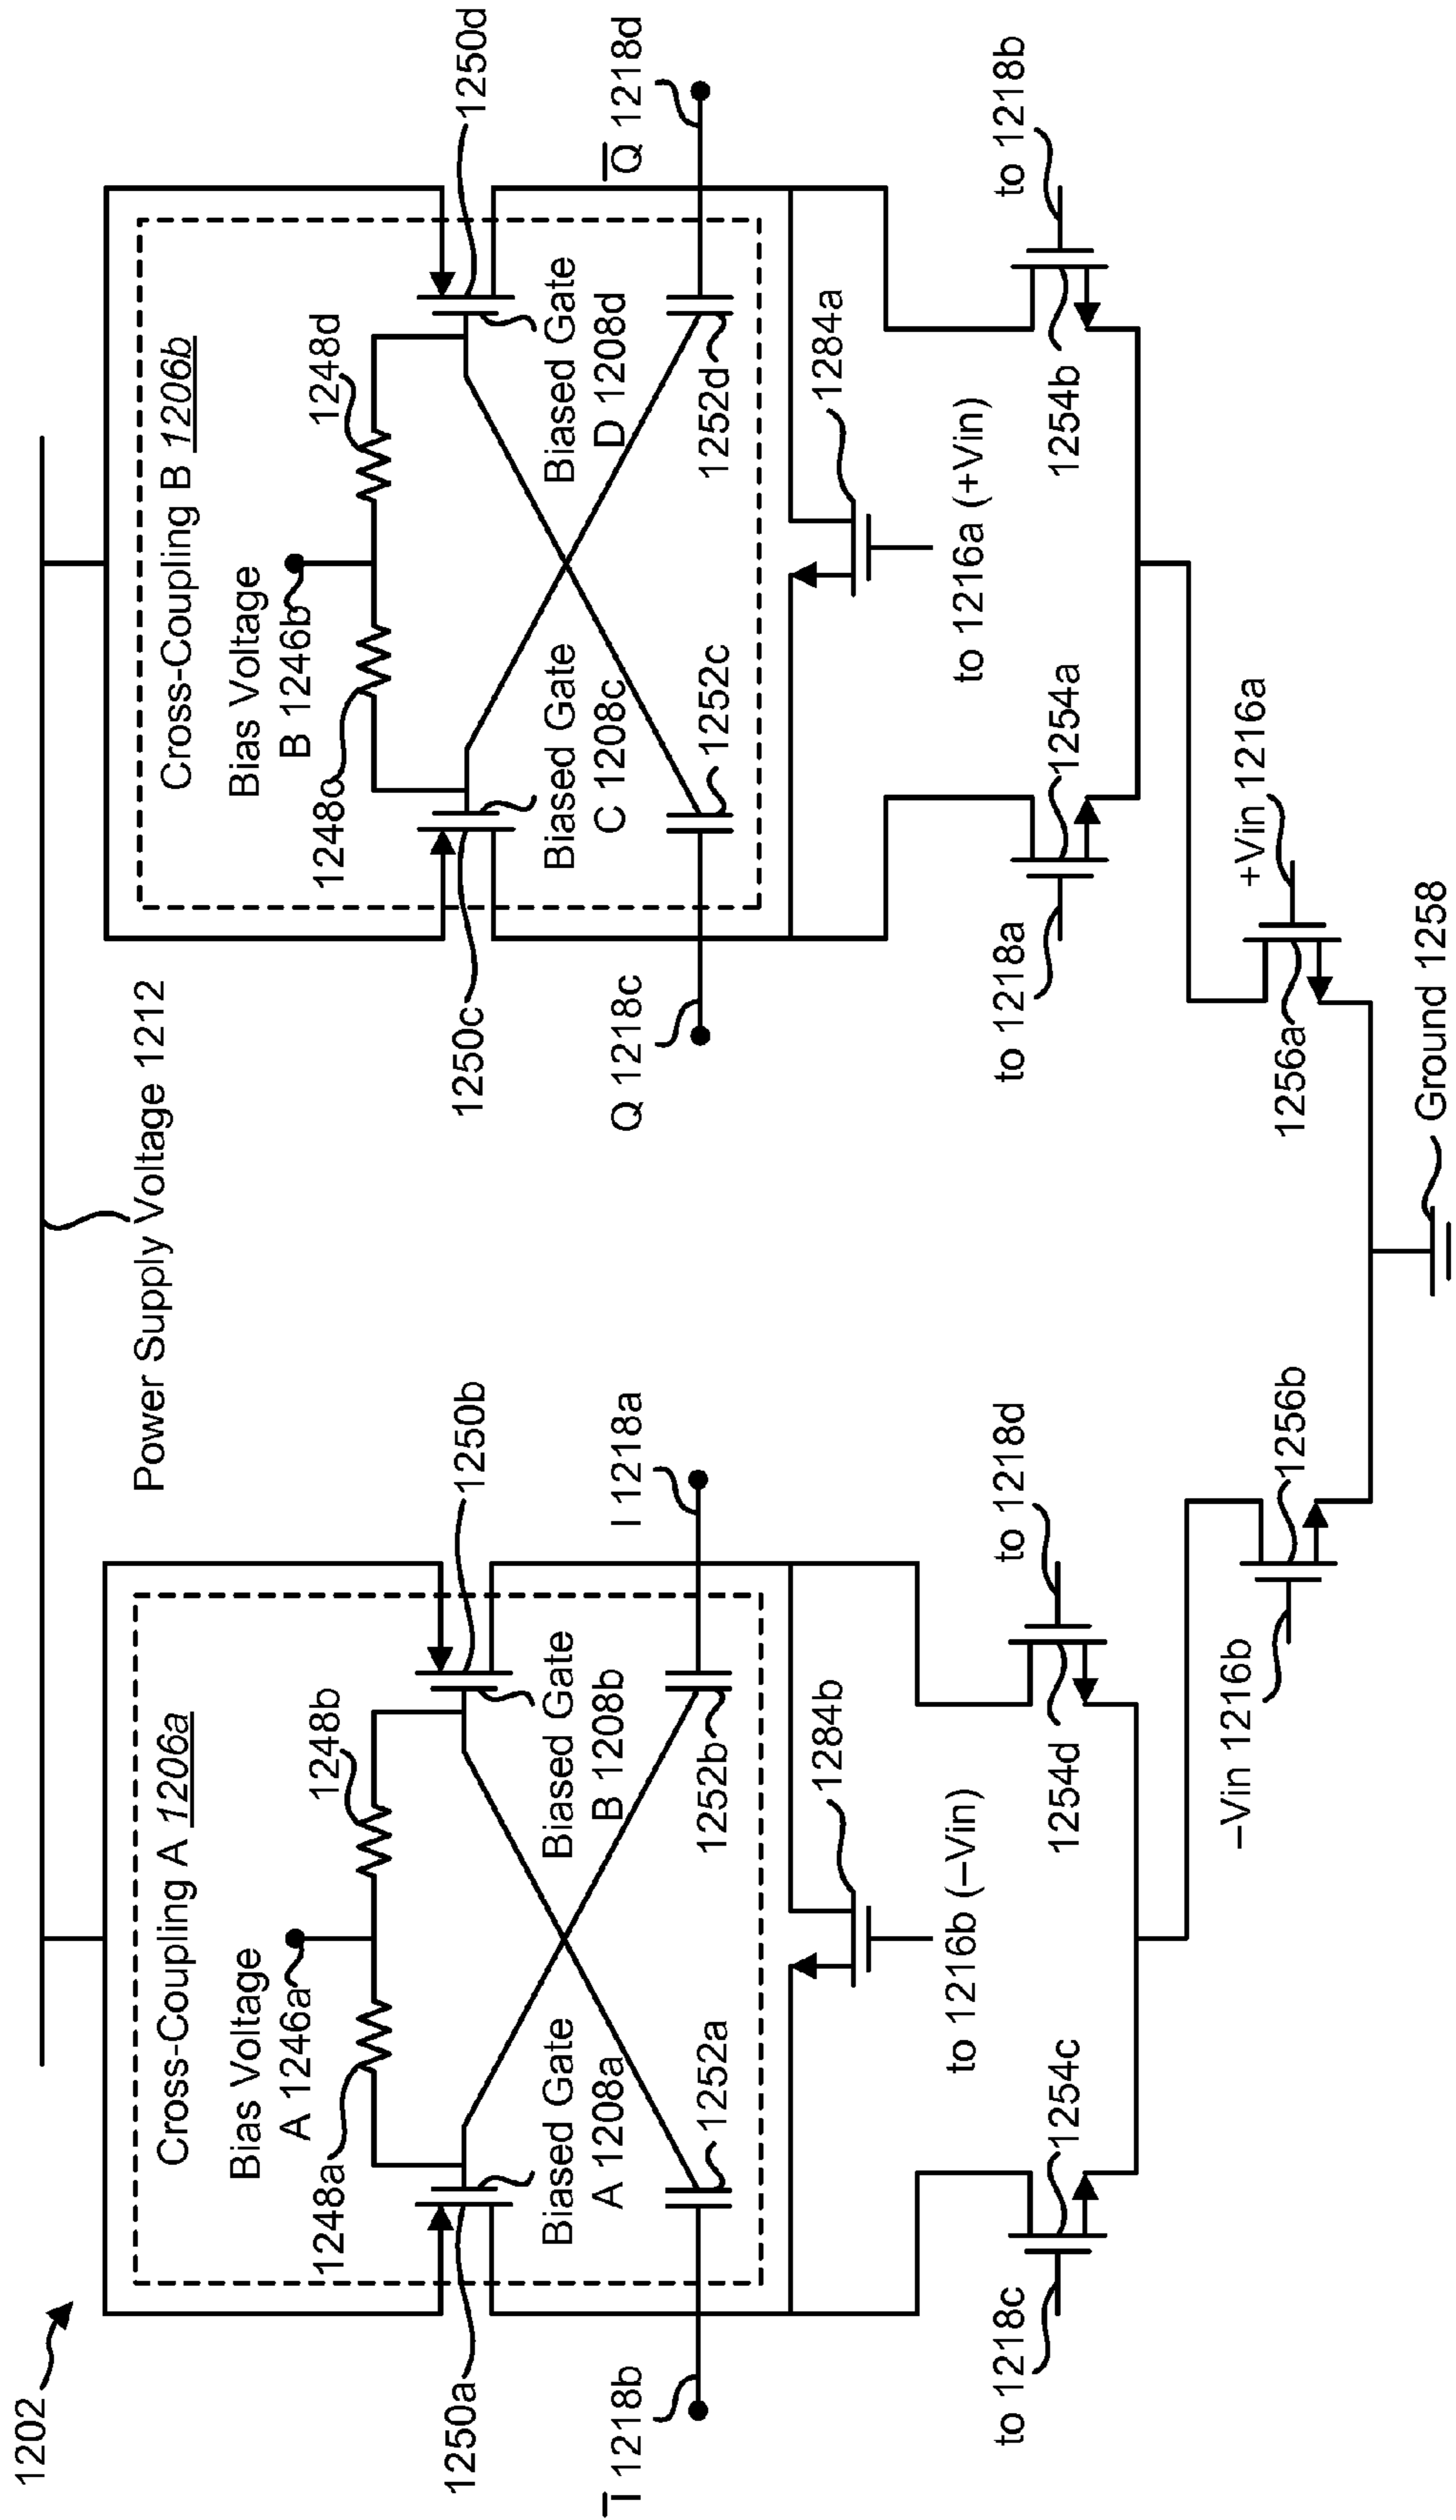 1202
Power Supply Voltage 1212
Cross-Coupling A 1206a
Bias Voltage
A 1246a
1248a
1248b
1250a
1250b
Biased Gate
A 1208a
Biased Gate
B 1208b
I̅ 1218b
I 1218a
1252a
1252b
1284b
to 1216b (–Vin)
to 1218c
1254c
1254d
to 1218d
–Vin 1216b
1256b
Cross-Coupling B 1206b
Bias Voltage
B 1246b
1248c
1248d
1250c
1250d
Biased Gate
C 1208c
Biased Gate
D 1208d
Q 1218c
Q̅ 1218d
1252c
1252d
1284a
to 1216a (+Vin)
to 1218a
1254a
1254b
to 1218b
+Vin 1216a
1256a
Ground 1258